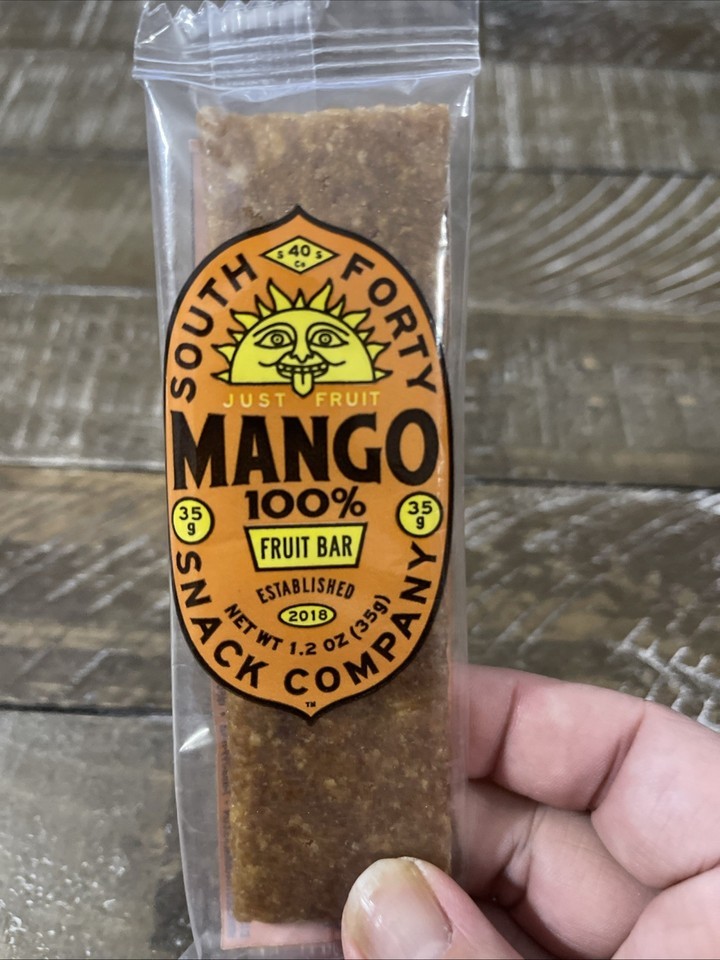 S 40 S
Co
SOUTH FORTY
JUST FRUIT
MANGO
100%
35
g
35
g
FRUIT BAR
ESTABLISHED
2018
NET WT 1.2 OZ (35g)
SNACK COMPANY
TM